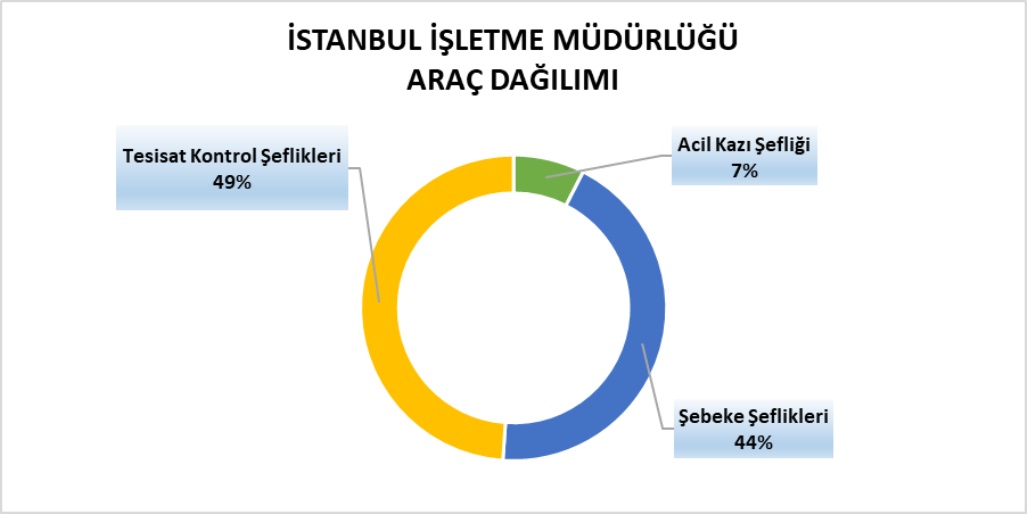 İSTANBUL İŞLETME MÜDÜRLÜĞÜ
ARAÇ DAĞILIMI
Tesisat Kontrol Şeflikleri
49%
Acil Kazı Şefliği
7%
Şebeke Şeflikleri
44%